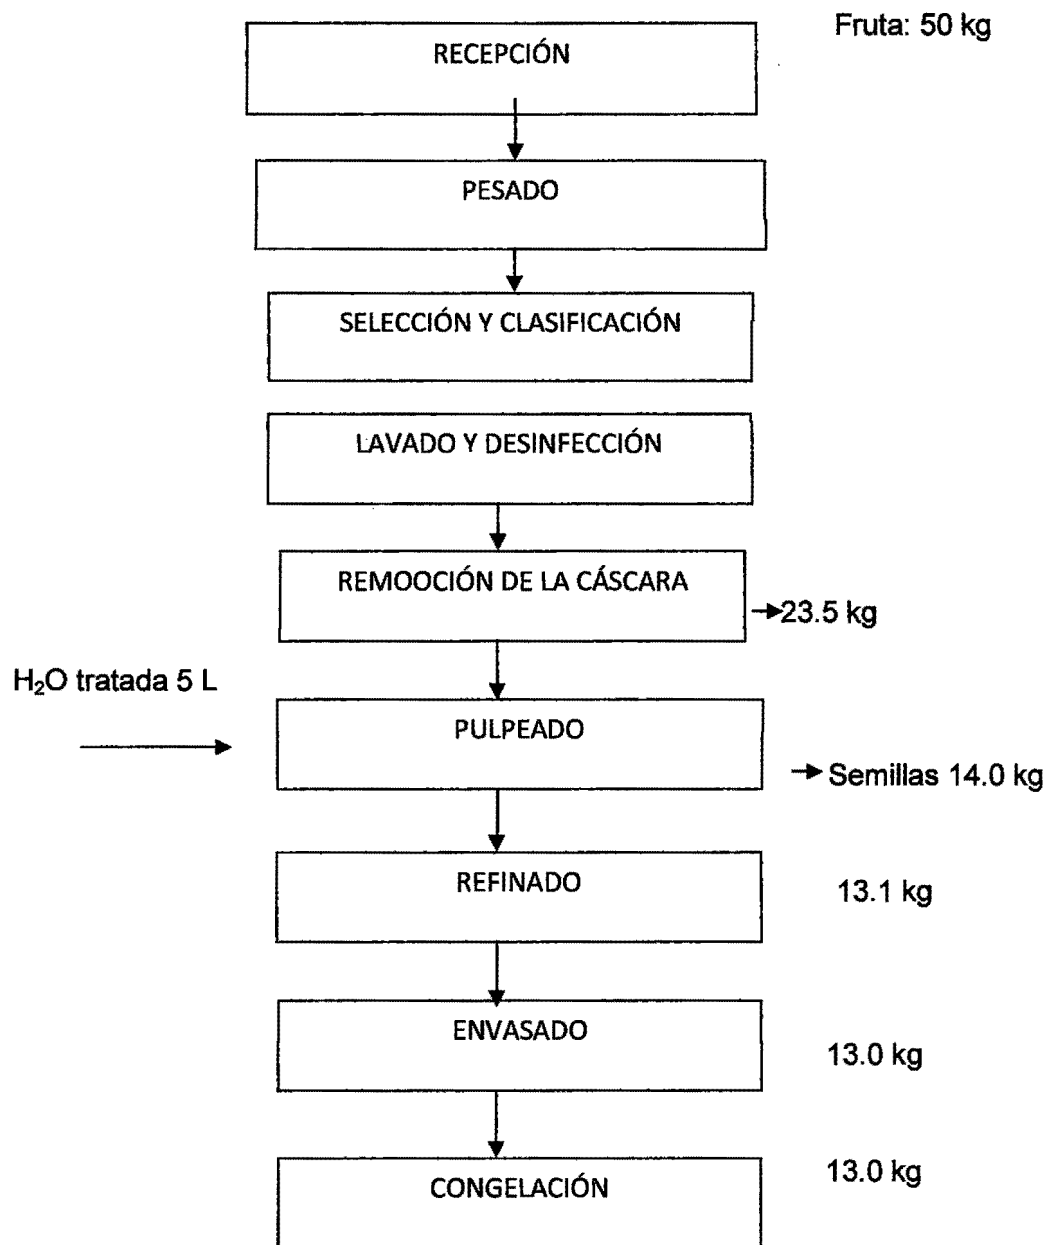 Fruta: 50 kg
RECEPCIÓN
PESADO
SELECCIÓN Y CLASIFICACIÓN
LAVADO Y DESINFECCIÓN
REMOOCIÓN DE LA CÁSCARA
23.5 kg
H₂O tratada 5 L
PULPEADO
Semillas 14.0 kg
REFINADO
13.1 kg
ENVASADO
13.0 kg
CONGELACIÓN
13.0 kg